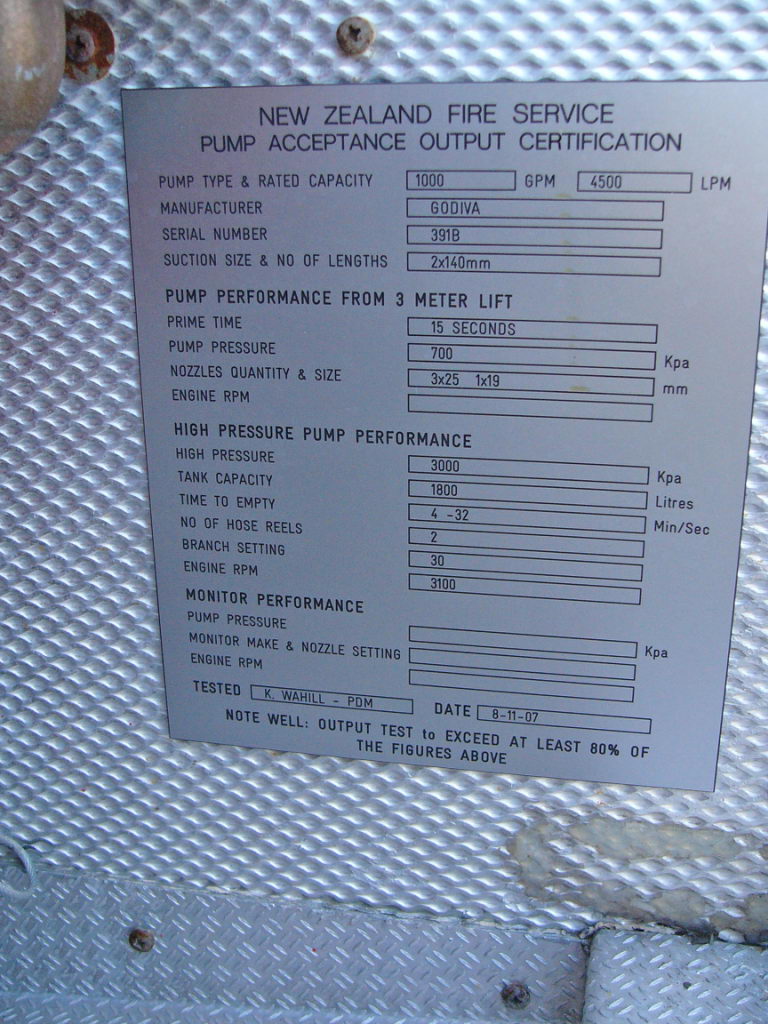 NEW ZEALAND FIRE SERVICE
PUMP ACCEPTANCE OUTPUT CERTIFICATION
PUMP TYPE & RATED CAPACITY 1000 GPM 4500 LPM
MANUFACTURER GODIVA
SERIAL NUMBER 391B
SUCTION SIZE & NO OF LENGTHS 2x140mm
PUMP PERFORMANCE FROM 3 METER LIFT
PRIME TIME 15 SECONDS
PUMP PRESSURE 700 Kpa
NOZZLES QUANTITY & SIZE 3x25 1x19 mm
ENGINE RPM
HIGH PRESSURE PUMP PERFORMANCE
HIGH PRESSURE 3000 Kpa
TANK CAPACITY 1800 Litres
TIME TO EMPTY 4 -32 Min/Sec
NO OF HOSE REELS 2
BRANCH SETTING 30
ENGINE RPM 3100
MONITOR PERFORMANCE
PUMP PRESSURE Kpa
MONITOR MAKE & NOZZLE SETTING
ENGINE RPM
TESTED K. WAHILL - PDM DATE 8-11-07
NOTE WELL: OUTPUT TEST to EXCEED AT LEAST 80% OF
THE FIGURES ABOVE